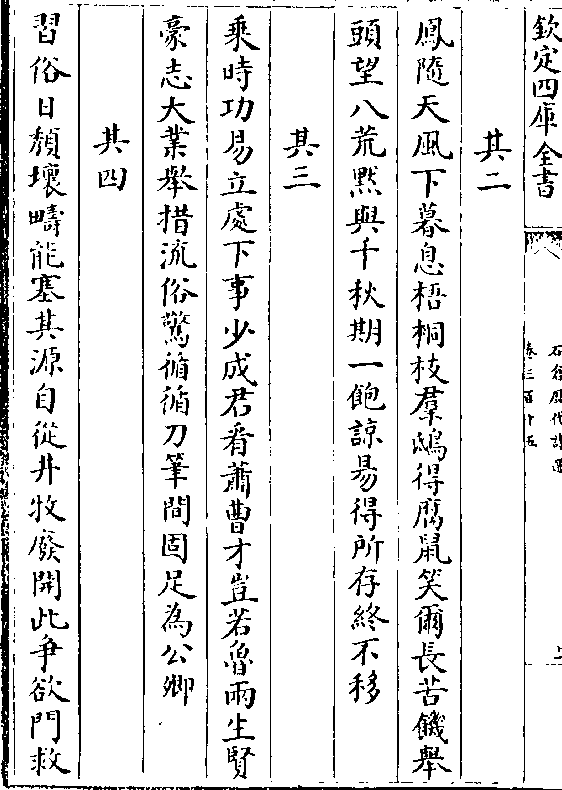 欽定四庫全書
石倉歷代詩選
卷三百十五
其二
鳳隨天風下暮息梧桐枝羣鴟得腐鼠笑爾長苦饑舉
頭望八荒黙與千秋期一飽諒易得所存終不移
其三
乘時功易立處下事少成君看蕭曹才豈若魯兩生賢
豪志大業舉措流俗驚循循刀筆間固足為公卿
其四
習俗日頽壞疇能塞其源自從井牧廢開此爭欲門救